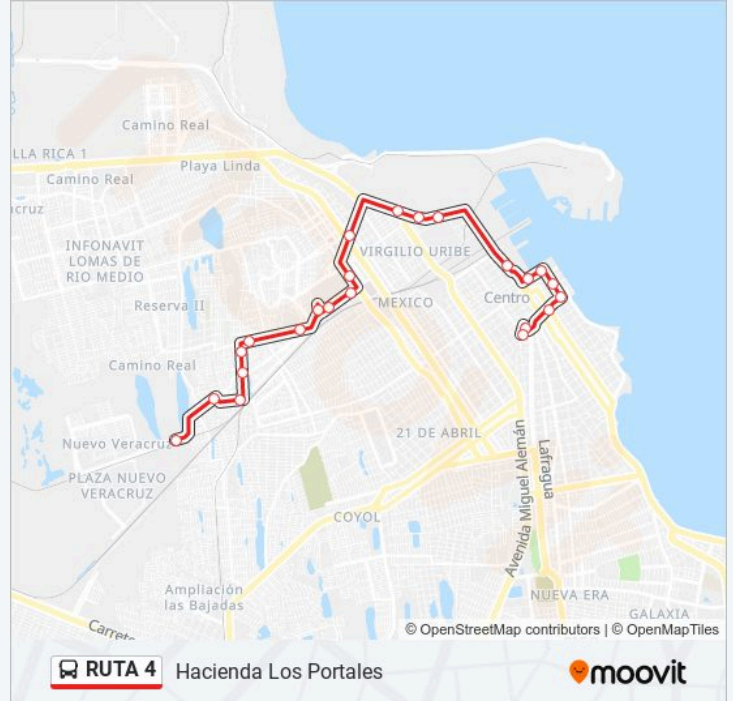 Camino Real
LLA RICA 1
Playa Linda
Camino Real
cruz
INFONAVIT
LOMAS DE
RIO MEDIO
VIRGILIO URIBE
Reserva II
MEXICO
Centro
Camino Real
21 DE ABRIL
Nuevo Veracruz
PLAZA NUEVO
VERACRUZ
Avenida Miguel Alemán
Lafragua
COYOL
Ampliación
las Bajadas
NUEVA ERA
GALAXIA
Carrete
© OpenStreetMap contributors | © OpenMapTiles
RUTA 4
Hacienda Los Portales
moovit